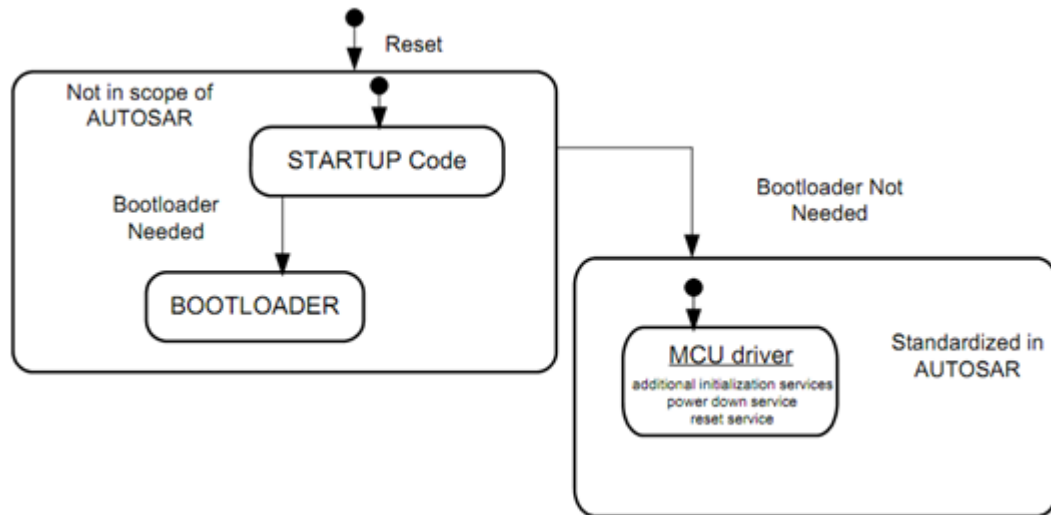 Reset
Not in scope of
AUTOSAR
STARTUP Code
Bootloader
Needed
BOOTLOADER
Bootloader Not
Needed
MCU driver
additional initialization services
power down service
reset service
Standardized in
AUTOSAR